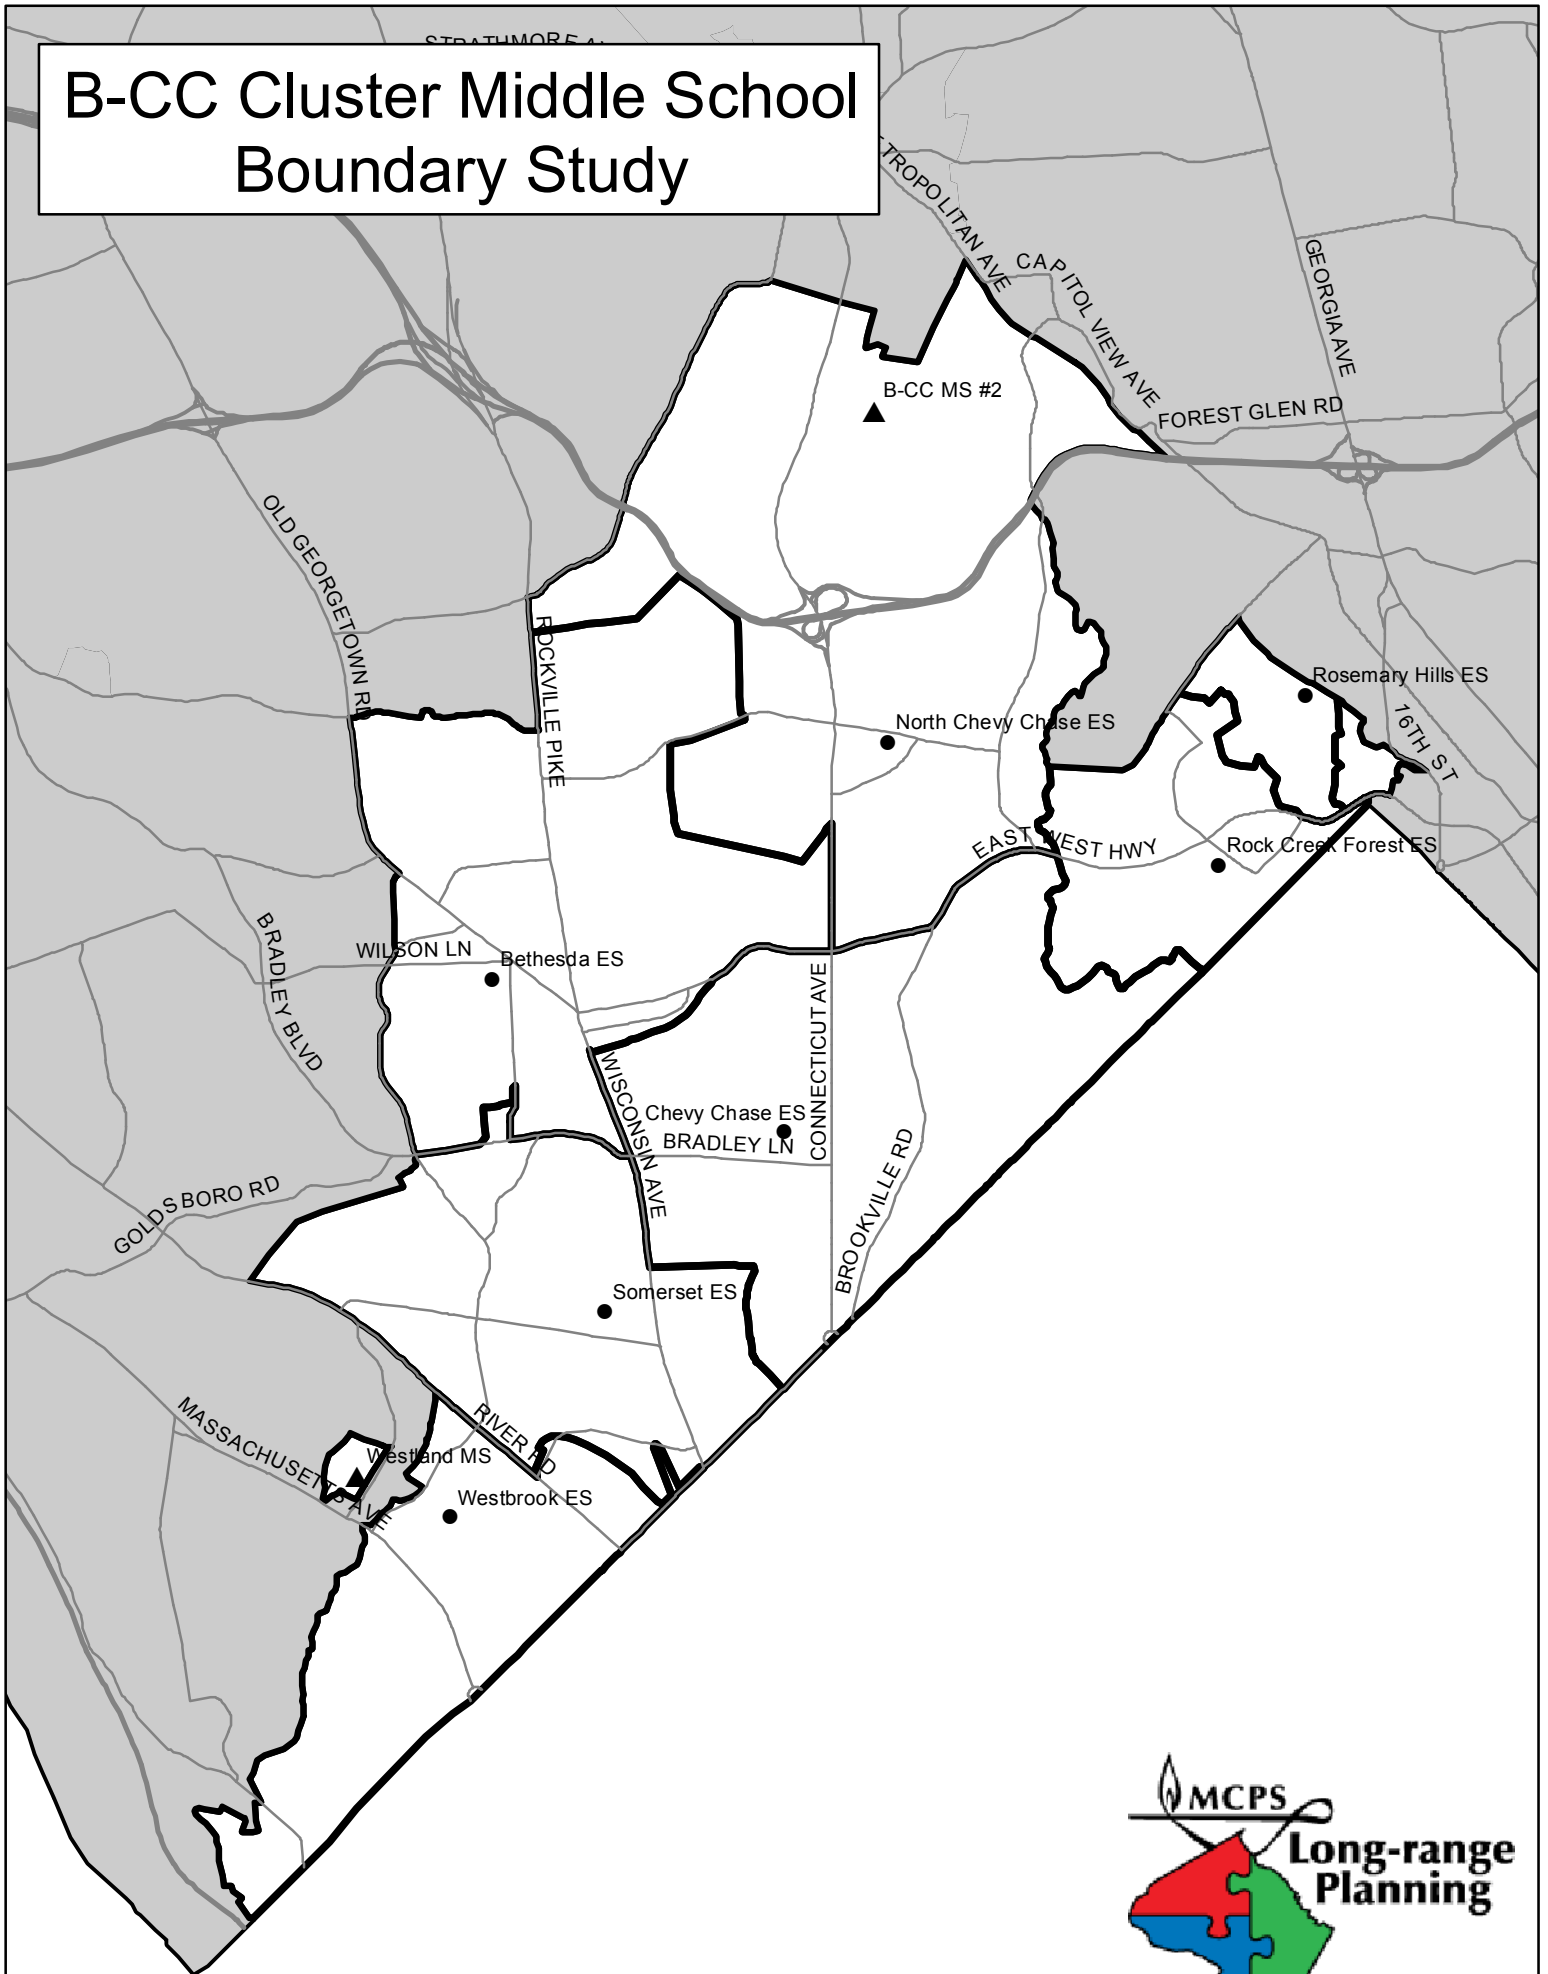 STRATHMORE A
B-CC Cluster Middle School
Boundary Study
TROPOLITAN AVE
CAPITOL VIEW AVE
GEORGIA AVE
B-CC MS #2
FOREST GLEN RD
OLD GEORGETOWN RD
ROCKVILLE PIKE
Rosemary Hills ES
16TH ST
North Chevy Chase ES
EAST WEST HWY
Rock Creek Forest ES
BRADLEY BLVD
WILSON LN
Bethesda ES
CONNECTICUT AVE
WISCONSIN AVE
Chevy Chase ES
BRADLEY LN
BROOKVILLE RD
GOLDSBORO RD
Somerset ES
MASSACHUSETTS AVE
RIVER RD
Westland MS
Westbrook ES
MCPS
Long-range
Planning